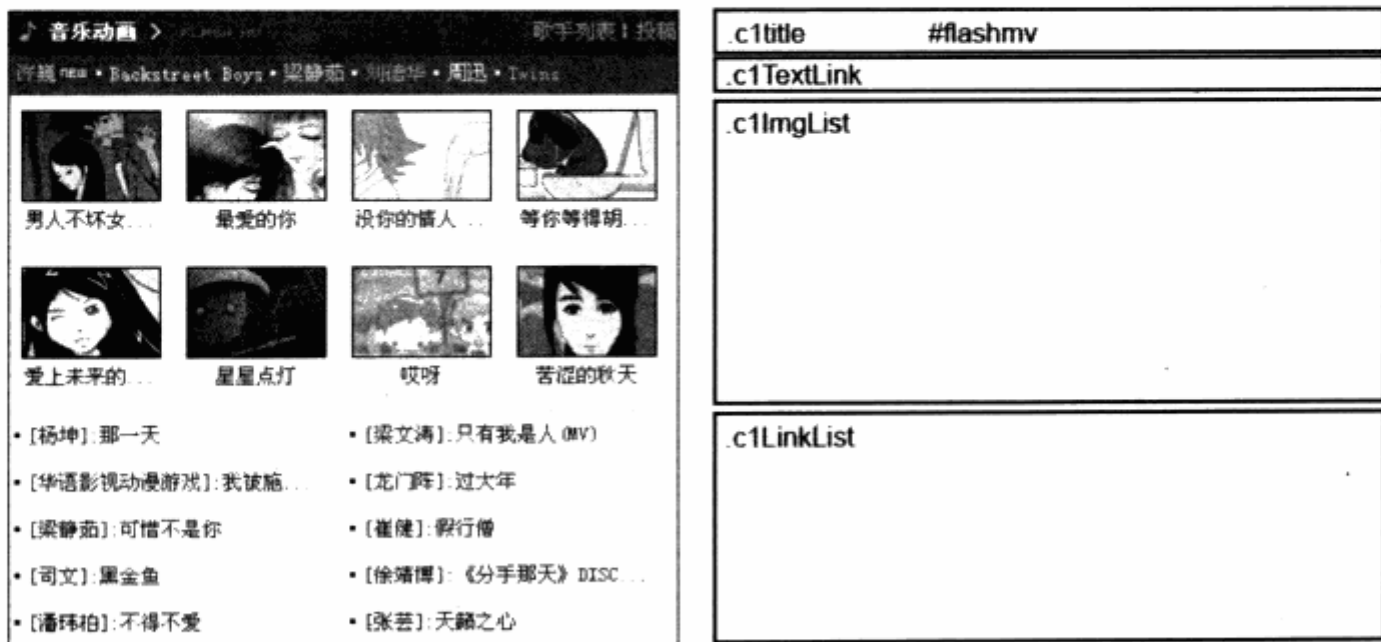 音乐动画 >
歌手列表 | 投稿
许巍 new • Backstreet Boys • 梁静茹 • 刘德华 • 周迅 • Twins
男人不坏女... 最爱的你 没你的情人... 等你等得胡...
爱上未来的... 星星点灯 哎呀 苦涩的秋天
• [杨坤]:那一天
• [梁文涛]:只有我是人(MV)
• [华语影视动漫游戏]:我被施...
• [龙门阵]:过大年
• [梁静茹]:可惜不是你
• [崔健]:假行僧
• [司文]:黑金鱼
• [徐靖博]:《分手那天》DISC...
• [潘玮柏]:不得不爱
• [张芸]:天籁之心
.c1title #flashmv
.c1TextLink
.c1ImgList
.c1LinkList